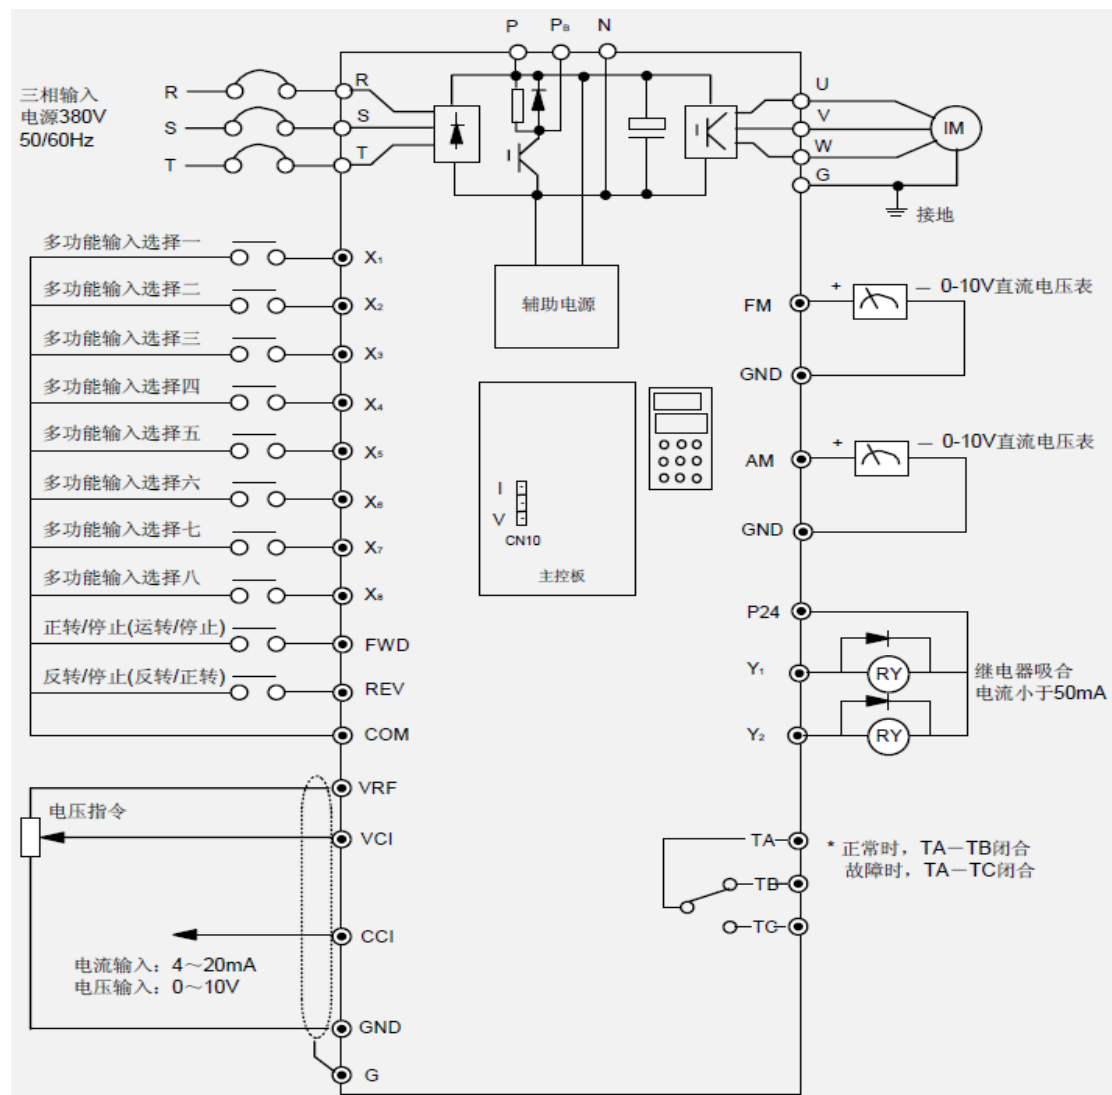 P PB N
三相输入
电源380V
50/60Hz
R
S
T
R
S
T
U
V
W
G
IM
接地
多功能输入选择一
X1
多功能输入选择二
X2
多功能输入选择三
X3
多功能输入选择四
X4
多功能输入选择五
X5
多功能输入选择六
X6
多功能输入选择七
X7
多功能输入选择八
X8
正转/停止(运转/停止)
FWD
反转/停止(反转/正转)
REV
COM
辅助电源
I
V
CN10
主控板
FM
+ — 0-10V直流电压表
GND
AM
+ — 0-10V直流电压表
GND
P24
Y1
RY
Y2
RY
继电器吸合
电流小于50mA
VRF
电压指令
VCI
CCI
电流输入：4～20mA
电压输入：0～10V
GND
G
TA
TB
TC
* 正常时，TA－TB闭合
故障时，TA－TC闭合